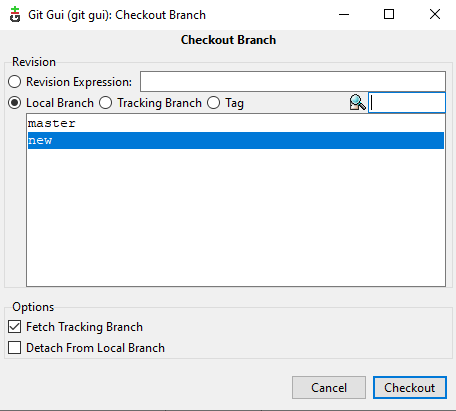 Git Gui (git gui): Checkout Branch
Checkout Branch
Revision
Revision Expression:
Local Branch Tracking Branch Tag
master
new
Options
Fetch Tracking Branch
Detach From Local Branch
Cancel Checkout